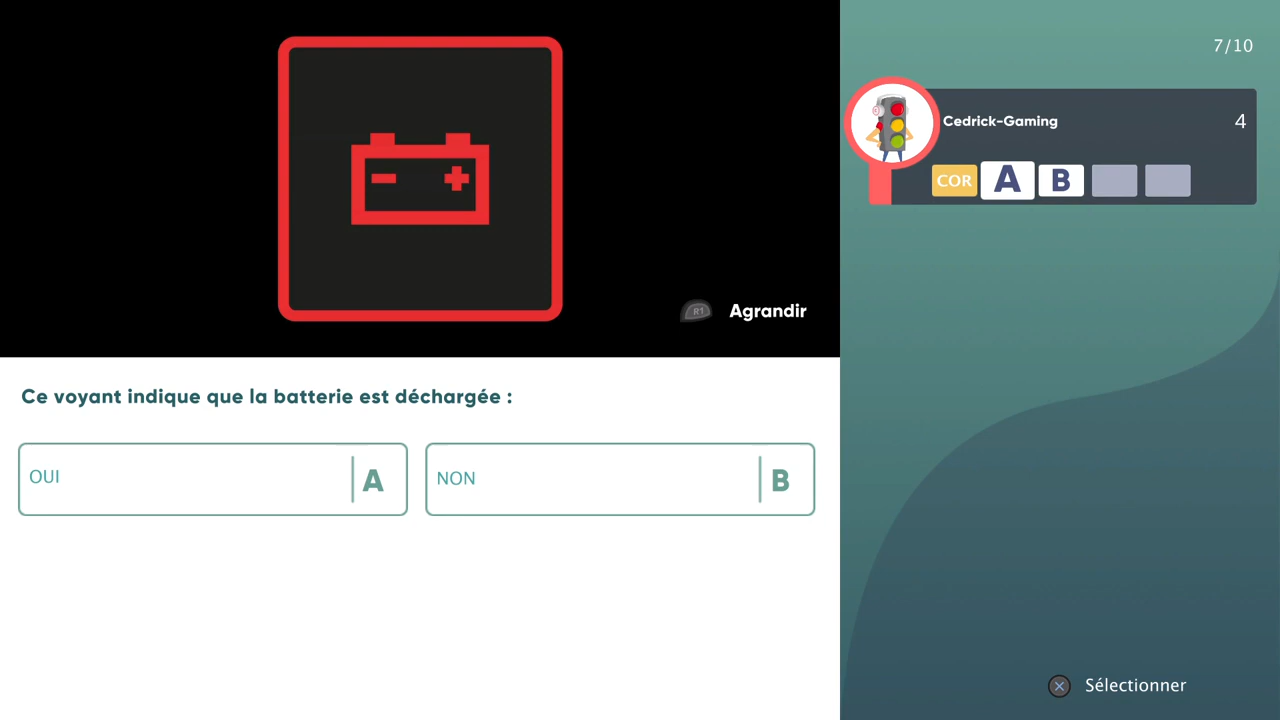 7/10
Cedrick-Gaming 4
COR A B
R1 Agrandir
Ce voyant indique que la batterie est déchargée :
OUI A
NON B
Sélectionner